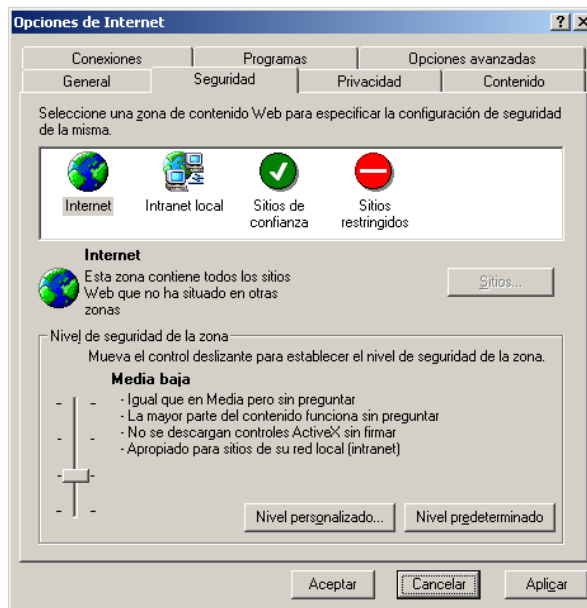 Opciones de Internet
Conexiones Programas Opciones avanzadas
General Seguridad Privacidad Contenido
Seleccione una zona de contenido Web para especificar la configuración de seguridad
de la misma.
Internet Intranet local Sitios de confianza Sitios restringidos
Internet
Esta zona contiene todos los sitios
Web que no ha situado en otras
zonas
Sitios...
Nivel de seguridad de la zona
Mueva el control deslizante para establecer el nivel de seguridad de la zona.
Media baja
- Igual que en Media pero sin preguntar
- La mayor parte del contenido funciona sin preguntar
- No se descargan controles ActiveX sin firmar
- Apropiado para sitios de su red local (intranet)
Nivel personalizado... Nivel predeterminado
Aceptar Cancelar Aplicar